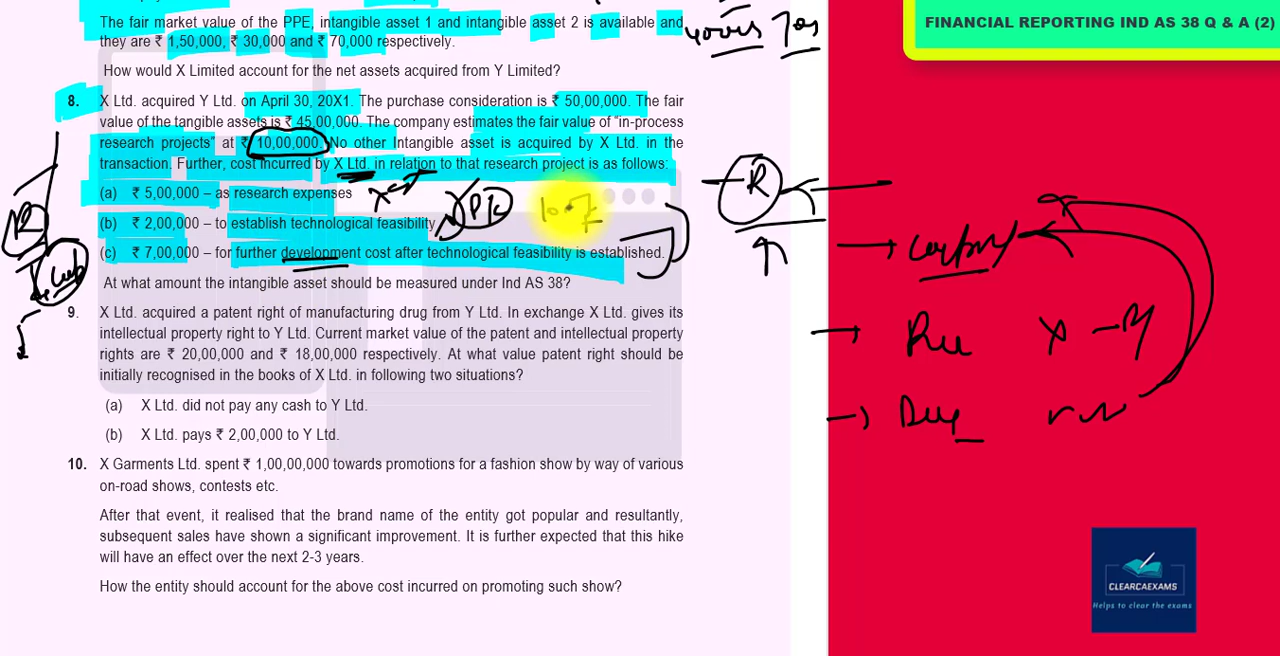 The fair market value of the PPE, intangible asset 1 and intangible asset 2 is available and
they are ₹ 1,50,000, ₹ 30,000 and ₹ 70,000 respectively.
How would X Limited account for the net assets acquired from Y Limited?
8. X Ltd. acquired Y Ltd. on April 30, 20X1. The purchase consideration is ₹ 50,00,000. The fair
value of the tangible assets is ₹ 45,00,000. The company estimates the fair value of “in-process
research projects” at ₹ 10,00,000. No other Intangible asset is acquired by X Ltd. in the
transaction. Further, cost incurred by X Ltd. in relation to that research project is as follows:
(a) ₹ 5,00,000 – as research expenses
(b) ₹ 2,00,000 – to establish technological feasibility
(c) ₹ 7,00,000 – for further development cost after technological feasibility is established.
At what amount the intangible asset should be measured under Ind AS 38?
9. X Ltd. acquired a patent right of manufacturing drug from Y Ltd. In exchange X Ltd. gives its
intellectual property right to Y Ltd. Current market value of the patent and intellectual property
rights are ₹ 20,00,000 and ₹ 18,00,000 respectively. At what value patent right should be
initially recognised in the books of X Ltd. in following two situations?
(a) X Ltd. did not pay any cash to Y Ltd.
(b) X Ltd. pays ₹ 2,00,000 to Y Ltd.
10. X Garments Ltd. spent ₹ 1,00,00,000 towards promotions for a fashion show by way of various
on-road shows, contests etc.
After that event, it realised that the brand name of the entity got popular and resultantly,
subsequent sales have shown a significant improvement. It is further expected that this hike
will have an effect over the next 2-3 years.
How the entity should account for the above cost incurred on promoting such show?
FINANCIAL REPORTING IND AS 38 Q & A (2)
R
CLEARCAEXAMS
Helps to clear the exams